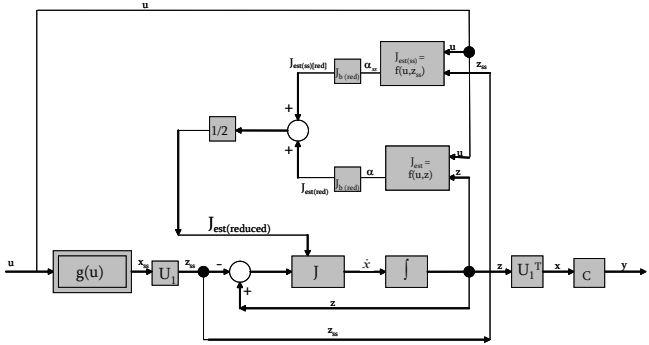 u
J_est(ss) =
f(u,z_ss)
u
z_ss
J_est(ss)[red]
J_b(red)
α_ss
+
1/2
+
J_est =
f(u,z)
u
z
J_est(red)
J_b(red)
α
J_est(reduced)
u
g(u)
x_ss
U_1
z_ss
-
+
J
ẋ
∫
z
U_1^T
x
C
y
z
z_ss